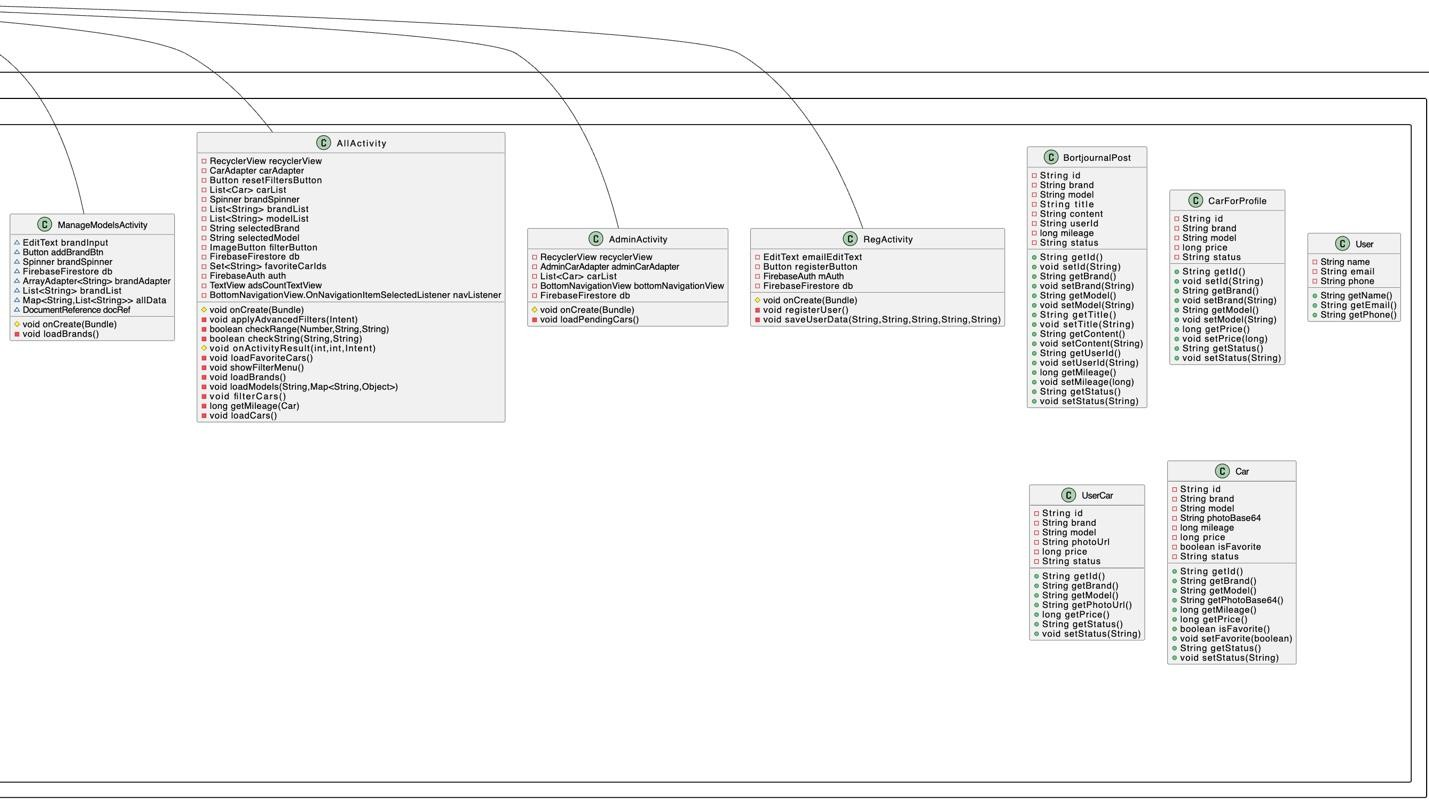 C ManageModelsActivity
EditText brandInput
Button addBrandBtn
Spinner brandSpinner
FirebaseFirestore db
ArrayAdapter<String> brandAdapter
List<String> brandList
Map<String,List<String>> allData
DocumentReference docRef
void onCreate(Bundle)
void loadBrands()
C AllActivity
RecyclerView recyclerView
CarAdapter carAdapter
Button resetFiltersButton
List<Car> carList
Spinner brandSpinner
List<String> brandList
List<String> modelList
String selectedBrand
String selectedModel
ImageButton filterButton
FirebaseFirestore db
Set<String> favoriteCarIds
FirebaseAuth auth
TextView adsCountTextView
BottomNavigationView.OnNavigationItemSelectedListener navListener
void onCreate(Bundle)
void applyAdvancedFilters(Intent)
boolean checkRange(Number,String,String)
boolean checkString(String,String)
void onActivityResult(int,int,Intent)
void loadFavoriteCars()
void showFilterMenu()
void loadBrands()
void loadModels(String,Map<String,Object>)
void filterCars()
long getMileage(Car)
void loadCars()
C AdminActivity
RecyclerView recyclerView
AdminCarAdapter adminCarAdapter
List<Car> carList
BottomNavigationView bottomNavigationView
FirebaseFirestore db
void onCreate(Bundle)
void loadPendingCars()
C RegActivity
EditText emailEditText
Button registerButton
FirebaseAuth mAuth
FirebaseFirestore db
void onCreate(Bundle)
void registerUser()
void saveUserData(String,String,String,String,String)
C BortjournalPost
String id
String brand
String model
String title
String content
String userId
long mileage
String status
String getId()
void setId(String)
String getBrand()
void setBrand(String)
String getModel()
void setModel(String)
String getTitle()
void setTitle(String)
String getContent()
void setContent(String)
String getUserId()
void setUserId(String)
long getMileage()
void setMileage(long)
String getStatus()
void setStatus(String)
C CarForProfile
String id
String brand
String model
long price
String status
String getId()
void setId(String)
String getBrand()
void setBrand(String)
String getModel()
void setModel(String)
long getPrice()
void setPrice(long)
String getStatus()
void setStatus(String)
C User
String name
String email
String phone
String getName()
String getEmail()
String getPhone()
C UserCar
String id
String brand
String model
String photoUrl
long price
String status
String getId()
String getBrand()
String getModel()
String getPhotoUrl()
long getPrice()
String getStatus()
void setStatus(String)
C Car
String id
String brand
String model
String photoBase64
long mileage
long price
boolean isFavorite
String status
String getId()
String getBrand()
String getModel()
String getPhotoBase64()
long getMileage()
long getPrice()
boolean isFavorite()
void setFavorite(boolean)
String getStatus()
void setStatus(String)